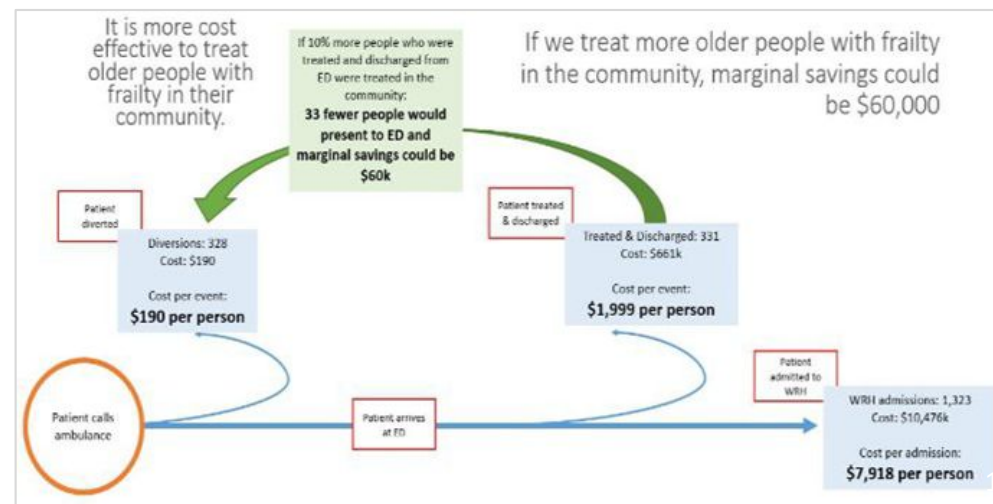 It is more cost
effective to treat
older people with
frailty in their
community.
If 10% more people who were
treated and discharged from
ED were treated in the
community:
33 fewer people would
present to ED and
marginal savings could be
$60k
If we treat more older people with frailty
in the community, marginal savings could
be $60,000
Patient
diverted
Diversions: 328
Cost: $190
Cost per event:
$190 per person
Patient treated
& discharged
Treated & Discharged: 331
Cost: $661k
Cost per event:
$1,999 per person
Patient calls
ambulance
Patient arrives
at ED
Patient
admitted to
WRH
WRH admissions: 1,323
Cost: $10,476k
Cost per admission:
$7,918 per person